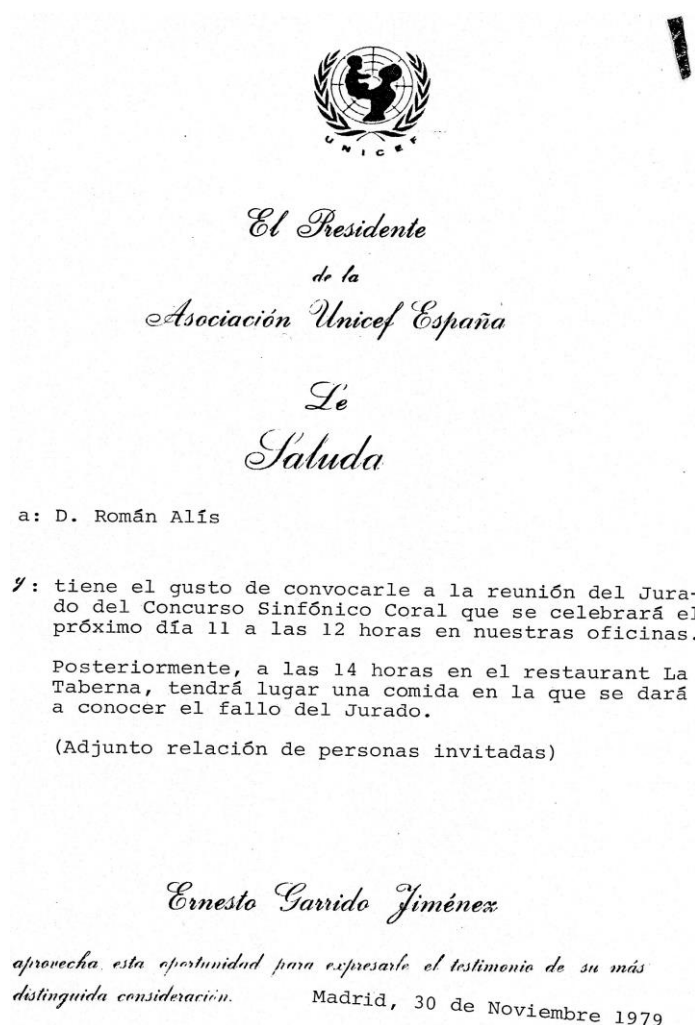 UNICEF
El Presidente
de la
Asociación Unicef España
Le
Saluda
a: D. Román Alís
y: tiene el gusto de convocarle a la reunión del Jura-
do del Concurso Sinfónico Coral que se celebrará el
próximo día 11 a las 12 horas en nuestras oficinas.
Posteriormente, a las 14 horas en el restaurant La
Taberna, tendrá lugar una comida en la que se dará
a conocer el fallo del Jurado.
(Adjunto relación de personas invitadas)
Ernesto Garrido Jiménez
aprovecha esta oportunidad para expresarle el testimonio de su más
distinguida consideración. Madrid, 30 de Noviembre 1979